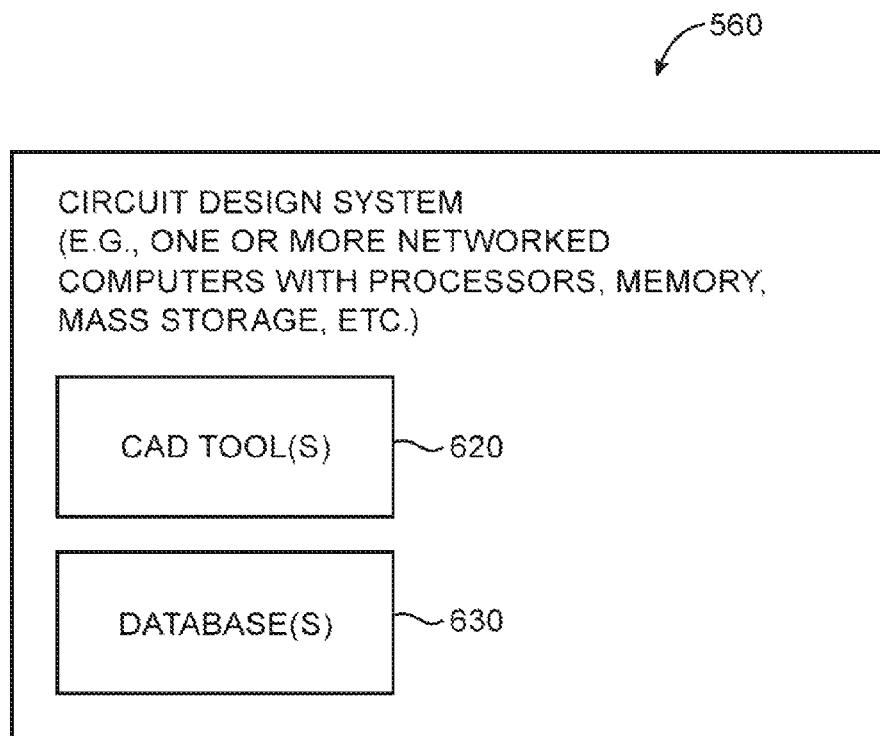 560
CIRCUIT DESIGN SYSTEM
(E.G., ONE OR MORE NETWORKED
COMPUTERS WITH PROCESSORS, MEMORY,
MASS STORAGE, ETC.)
CAD TOOL(S)
620
DATABASE(S)
630